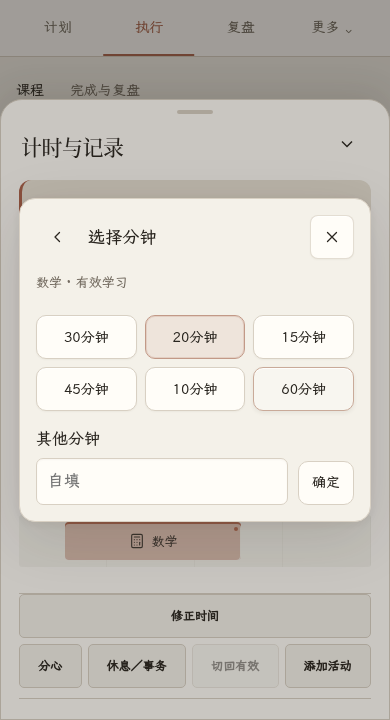 计划 执行 复盘 更多
课程 完成与复盘
计时与记录
选择分钟
数学・有效学习
30分钟 20分钟 15分钟
45分钟 10分钟 60分钟
其他分钟
自填 确定
数学
修正时间
分心 休息／事务 切回有效 添加活动